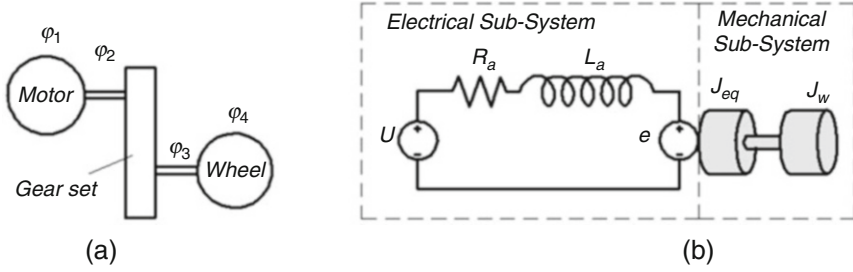 φ1
φ2
Motor
Gear set
φ3
φ4
Wheel
(a)
Electrical Sub-System
Mechanical
Sub-System
Ra
La
Jeq
Jw
U
+
-
e
+
-
(b)